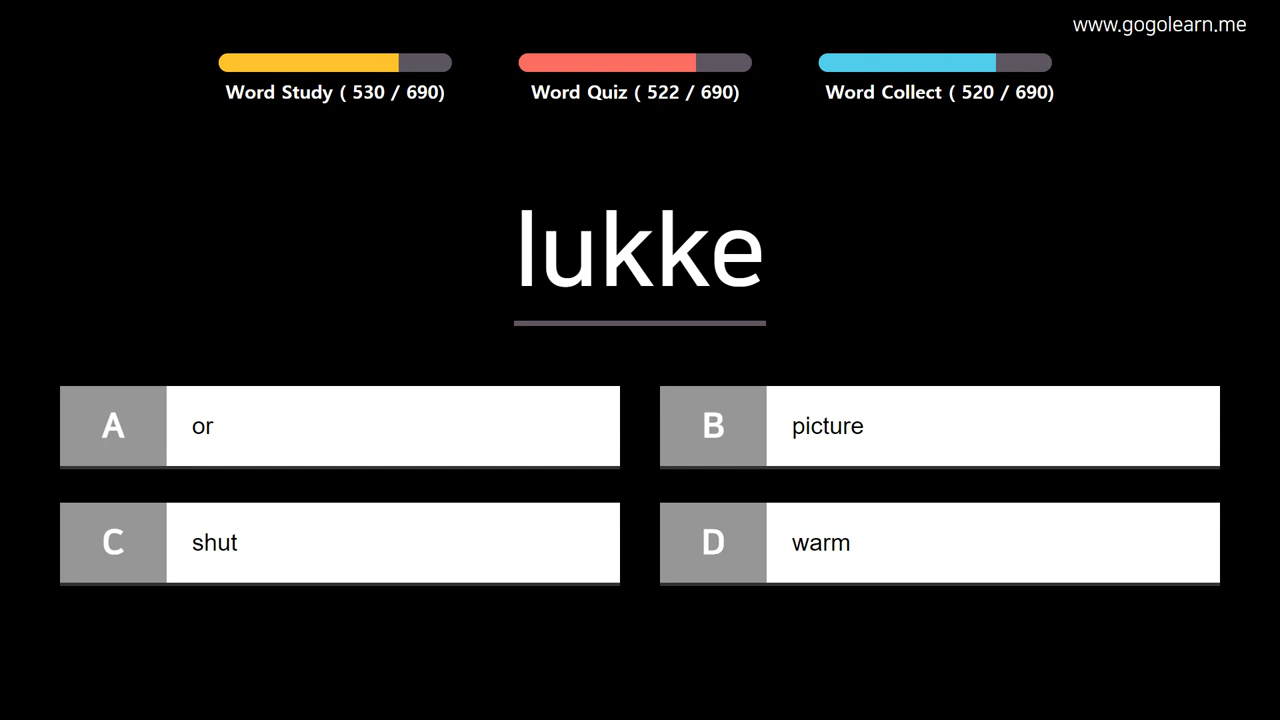 www.gogolearn.me
Word Study ( 530 / 690)
Word Quiz ( 522 / 690)
Word Collect ( 520 / 690)
lukke
A or
B picture
C shut
D warm